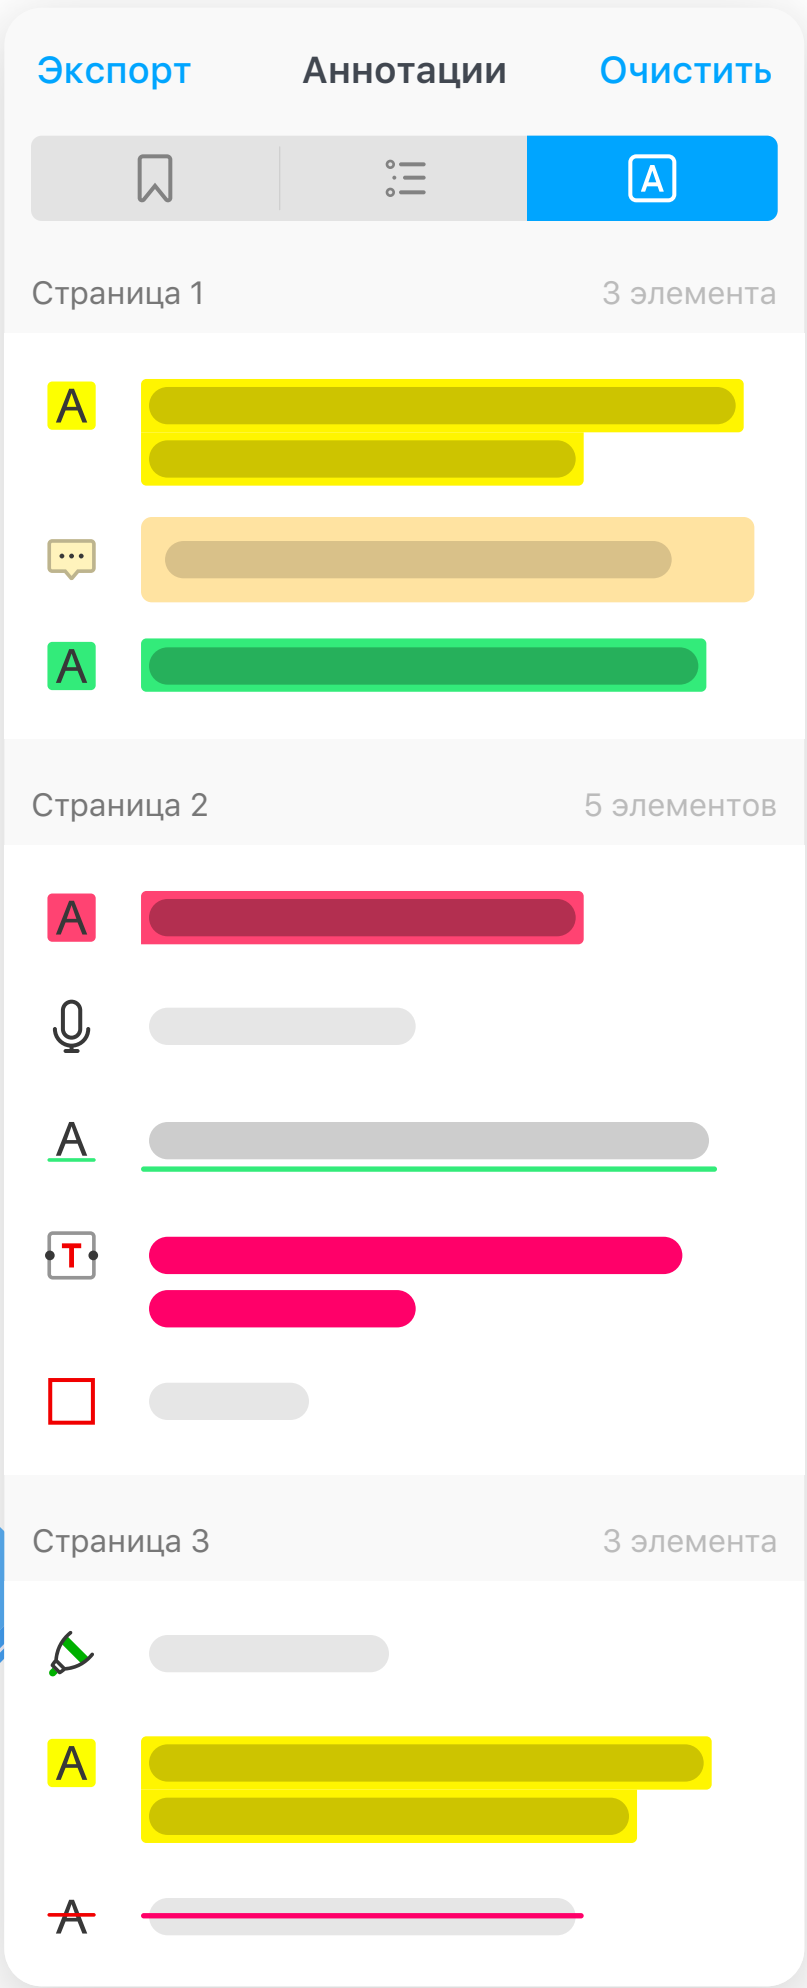 Экспорт Аннотации Очистить
A
Страница 1 3 элемента
A
A
Страница 2 5 элементов
A
A
T
Страница 3 3 элемента
A
A